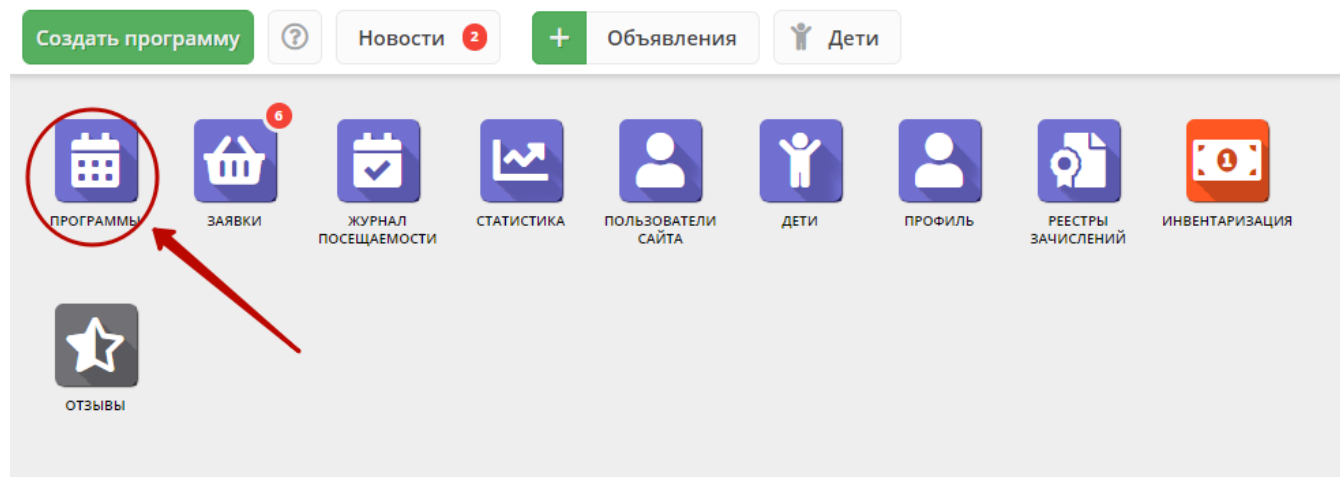 Создать программу
?
Новости 2
+ Объявления
Дети
6
1
ПРОГРАММЫ
ЗАЯВКИ
ЖУРНАЛ
ПОСЕЩАЕМОСТИ
СТАТИСТИКА
ПОЛЬЗОВАТЕЛИ
САЙТА
ДЕТИ
ПРОФИЛЬ
РЕЕСТРЫ
ЗАЧИСЛЕНИЙ
ИНВЕНТАРИЗАЦИЯ
ОТЗЫВЫ